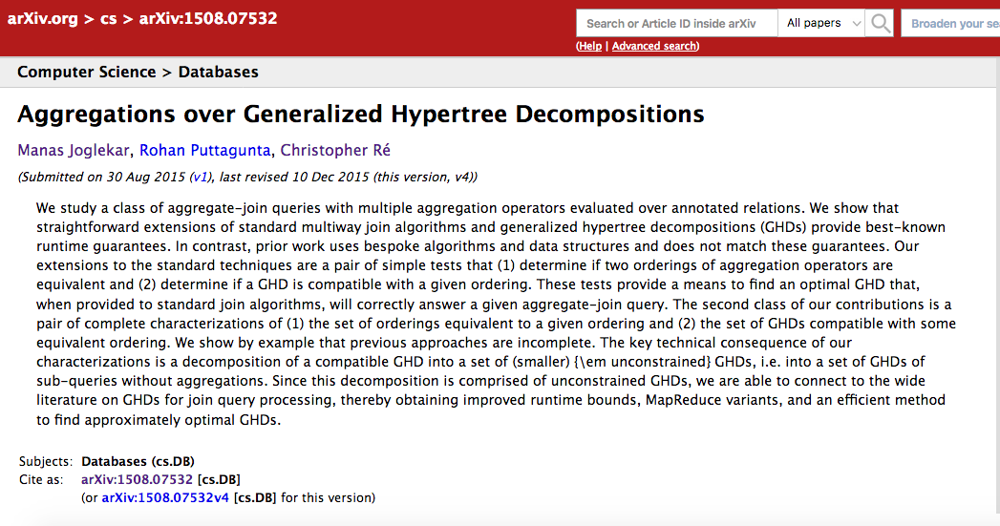 arXiv.org > cs > arXiv:1508.07532
Search or Article ID inside arXiv
All papers
Broaden your
(Help | Advanced search)
Computer Science > Databases
Aggregations over Generalized Hypertree Decompositions
Manas Joglekar, Rohan Puttagunta, Christopher Ré
(Submitted on 30 Aug 2015 (v1), last revised 10 Dec 2015 (this version, v4))
We study a class of aggregate-join queries with multiple aggregation operators evaluated over annotated relations. We show that
straightforward extensions of standard multiway join algorithms and generalized hypertree decompositions (GHDs) provide best-known
runtime guarantees. In contrast, prior work uses bespoke algorithms and data structures and does not match these guarantees. Our
extensions to the standard techniques are a pair of simple tests that (1) determine if two orderings of aggregation operators are
equivalent and (2) determine if a GHD is compatible with a given ordering. These tests provide a means to find an optimal GHD that,
when provided to standard join algorithms, will correctly answer a given aggregate-join query. The second class of our contributions is a
pair of complete characterizations of (1) the set of orderings equivalent to a given ordering and (2) the set of GHDs compatible with some
equivalent ordering. We show by example that previous approaches are incomplete. The key technical consequence of our
characterizations is a decomposition of a compatible GHD into a set of (smaller) {\em unconstrained} GHDs, i.e. into a set of GHDs of
sub-queries without aggregations. Since this decomposition is comprised of unconstrained GHDs, we are able to connect to the wide
literature on GHDs for join query processing, thereby obtaining improved runtime bounds, MapReduce variants, and an efficient method
to find approximately optimal GHDs.
Subjects: Databases (cs.DB)
Cite as: arXiv:1508.07532 [cs.DB]
(or arXiv:1508.07532v4 [cs.DB] for this version)